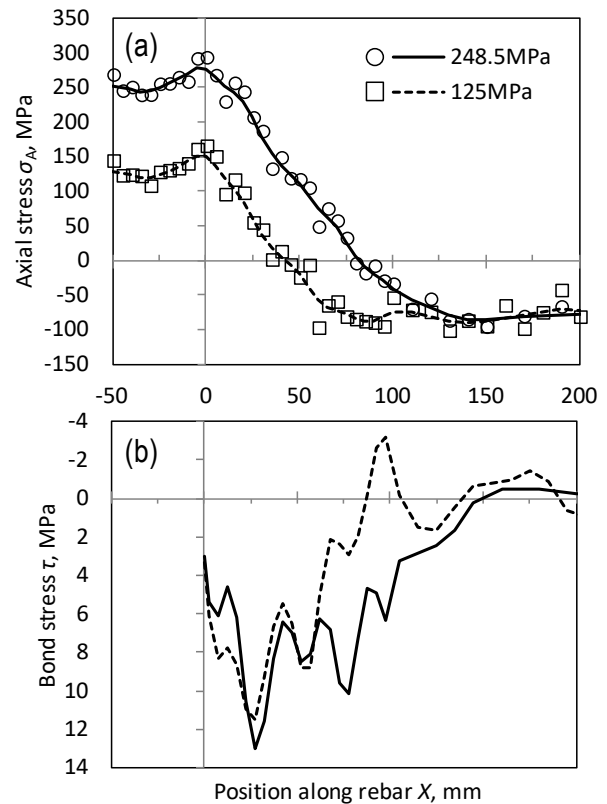 (a)
248.5MPa
125MPa
Axial stress σA, MPa
350
300
250
200
150
100
50
0
-50
-100
-150
-50 0 50 100 150 200
(b)
Bond stress τ, MPa
-4
-2
0
2
4
6
8
10
12
14
Position along rebar X, mm